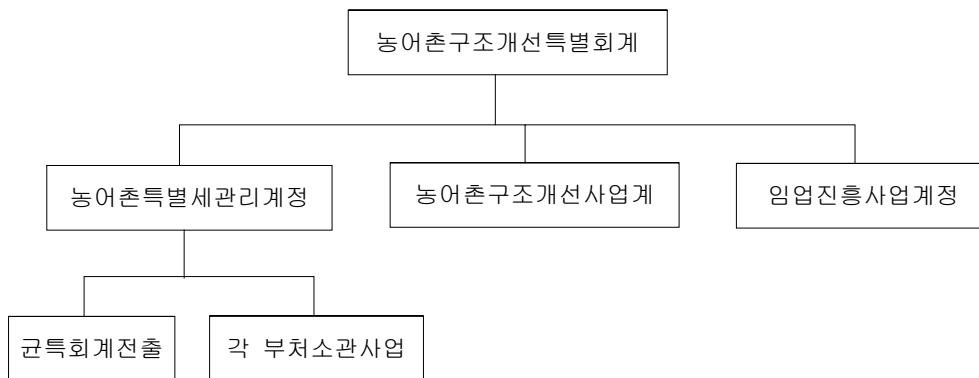 농어촌구조개선특별회계
농어촌특별세관리계정
농어촌구조개선사업계
임업진흥사업계정
균특회계전출
각 부처소관사업